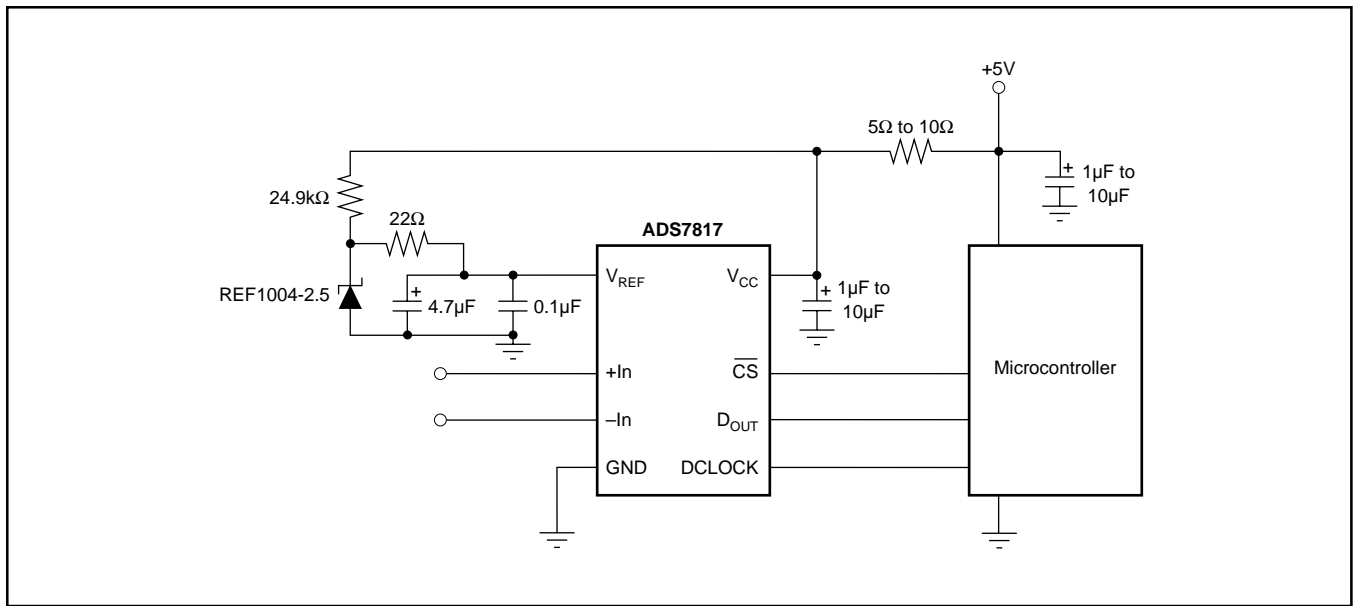 +5V
5Ω to 10Ω
+ 1µF to
10µF
24.9kΩ
22Ω
ADS7817
REF1004-2.5
+
4.7µF
0.1µF
V_REF
V_CC
+ 1µF to
10µF
+In
C̅S̅
Microcontroller
–In
D_OUT
GND
DCLOCK